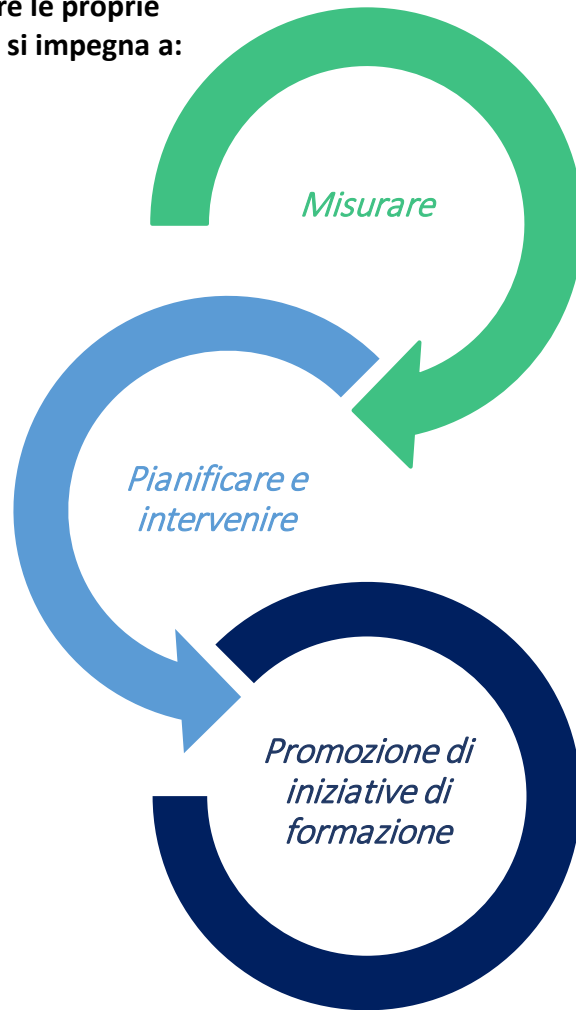 re le proprie
si impegna a:
Misurare
Pianificare e
intervenire
Promozione di
iniziative di
formazione